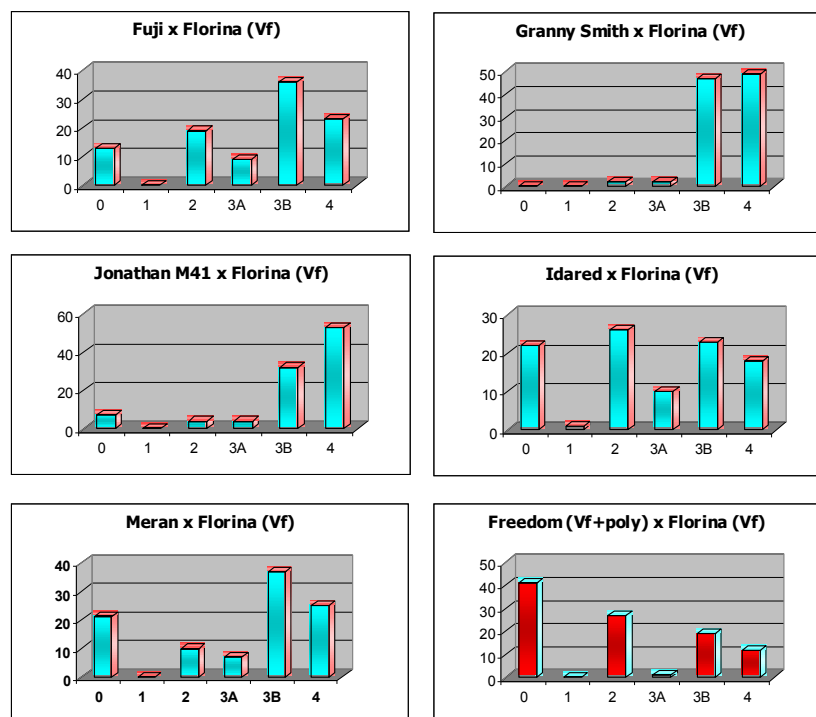 Fuji x Florina (Vf)
40
30
20
10
0
0 1 2 3A 3B 4
Granny Smith x Florina (Vf)
50
40
30
20
10
0
0 1 2 3A 3B 4
Jonathan M41 x Florina (Vf)
60
40
20
0
0 1 2 3A 3B 4
Idared x Florina (Vf)
30
20
10
0
0 1 2 3A 3B 4
Meran x Florina (Vf)
40
30
20
10
0
0 1 2 3A 3B 4
Freedom (Vf+poly) x Florina (Vf)
50
40
30
20
10
0
0 1 2 3A 3B 4